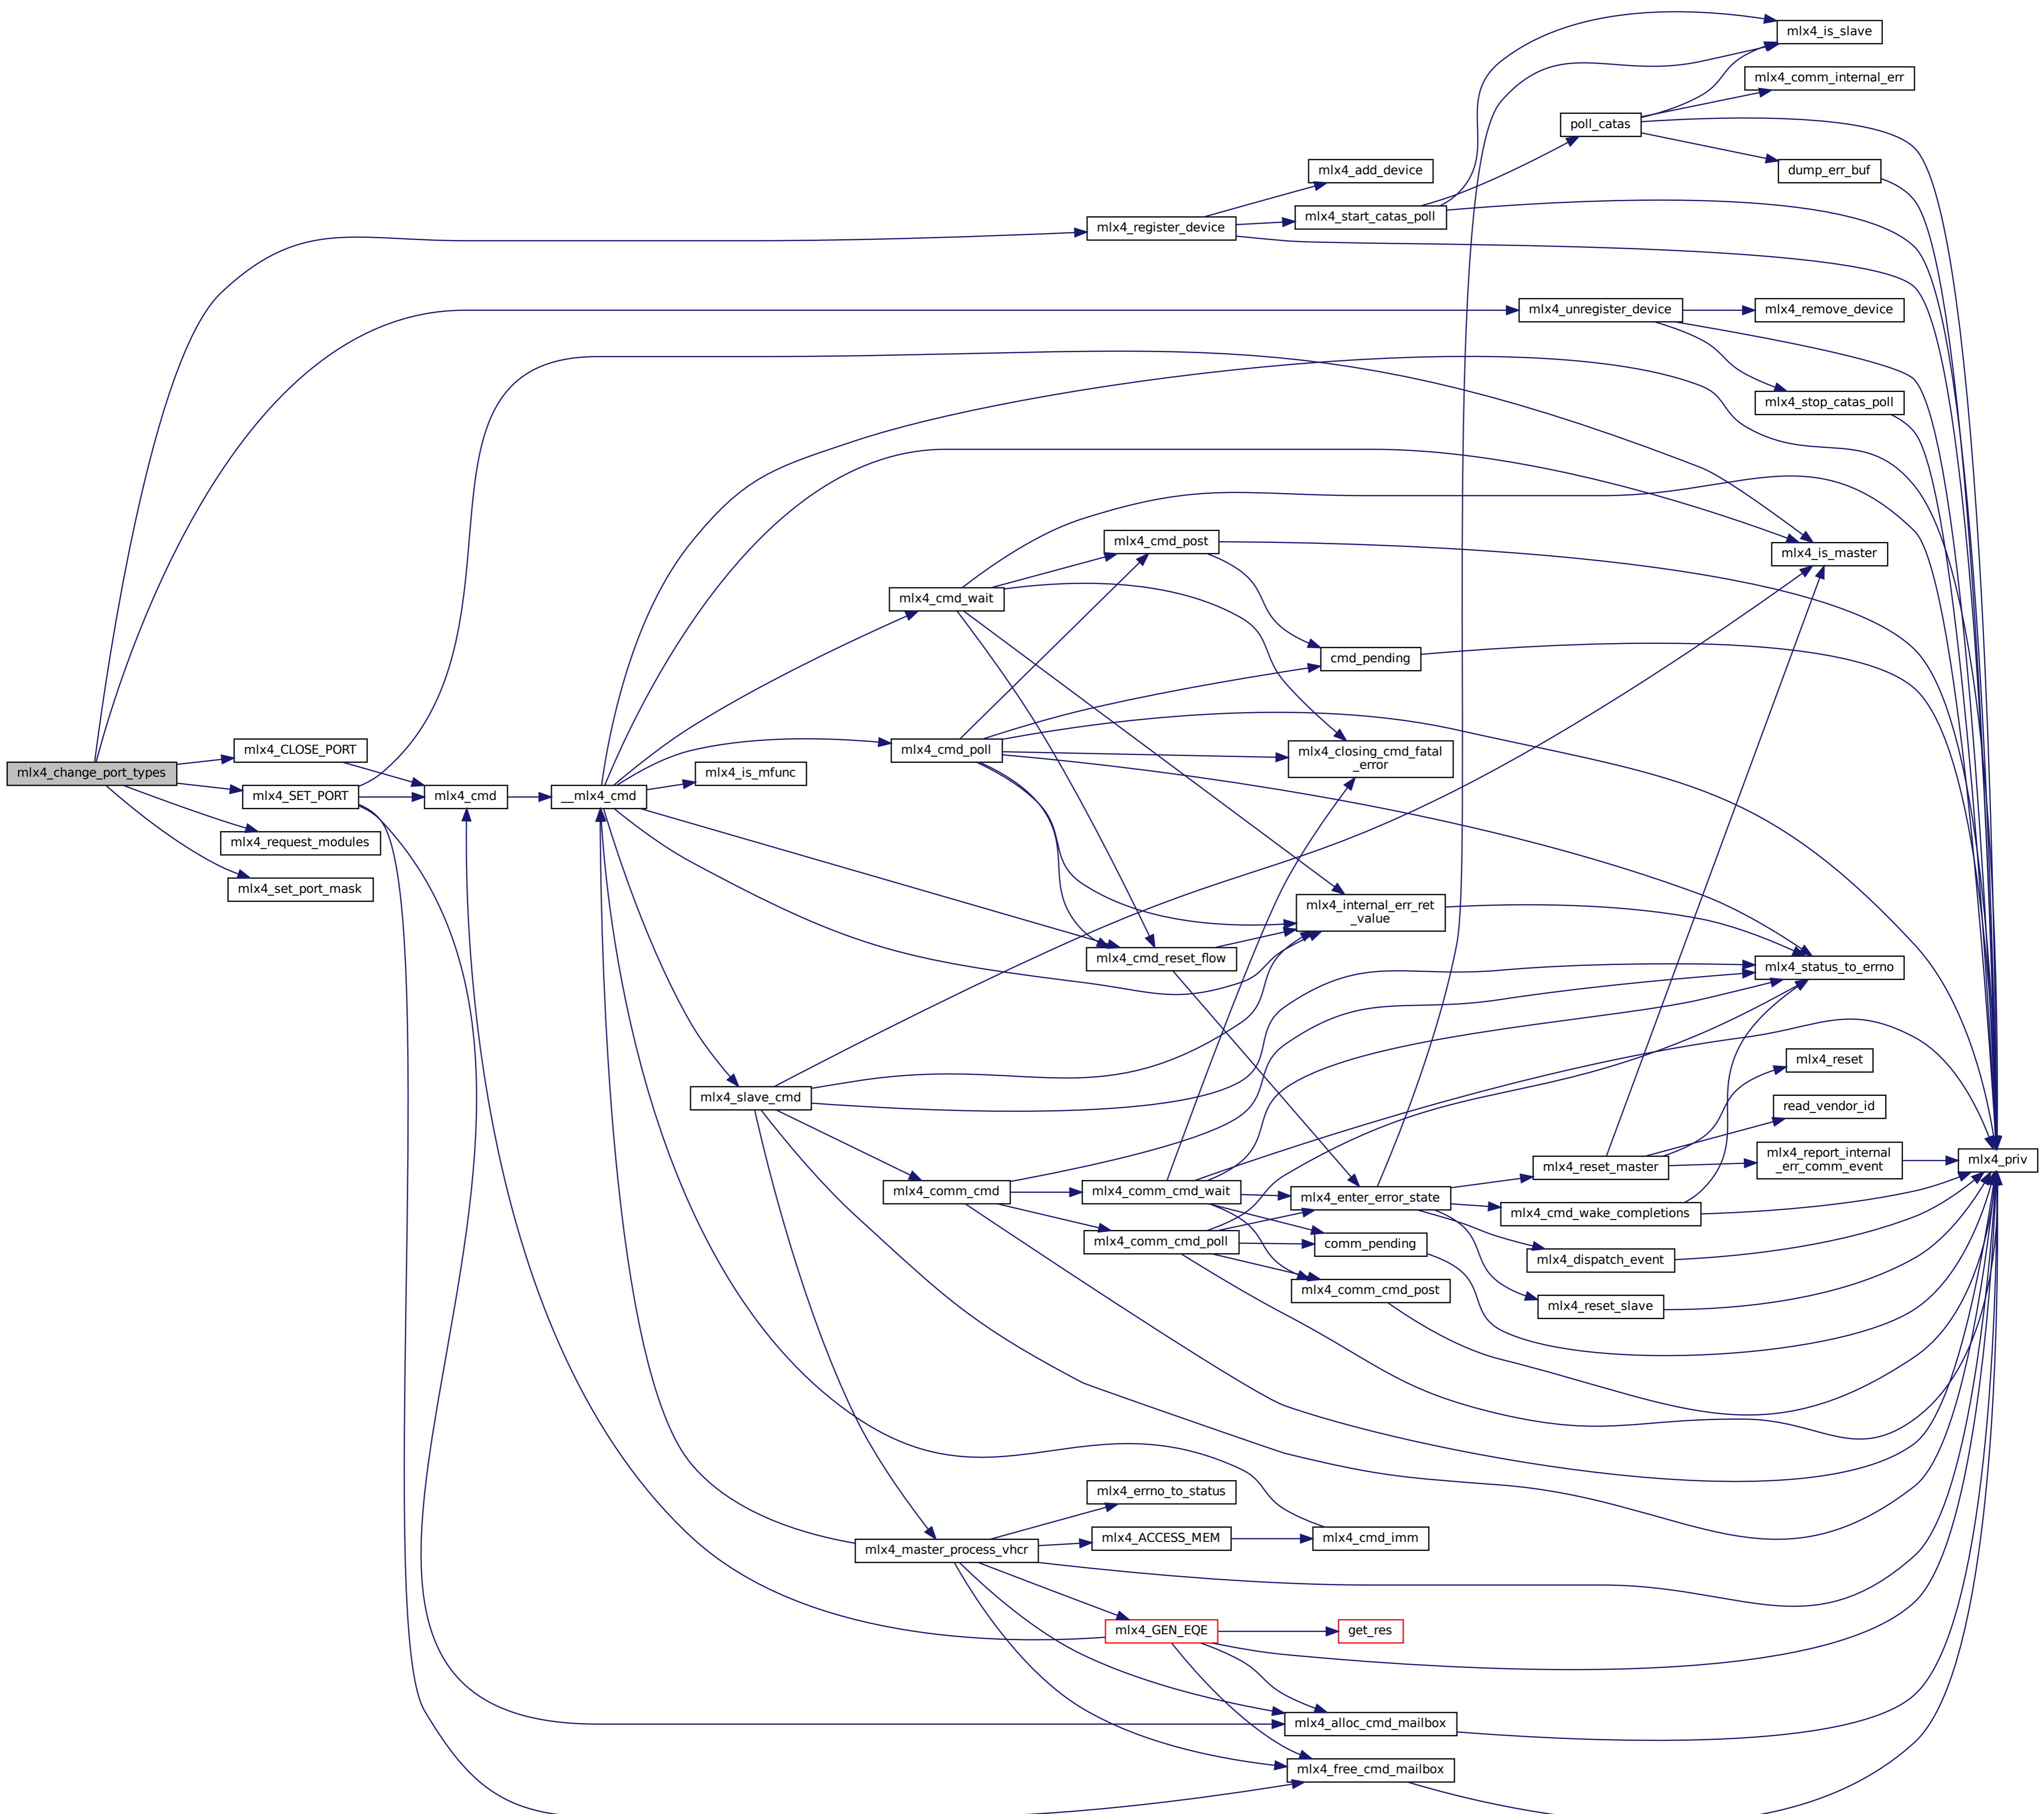 mlx4_is_slave
mlx4_comm_internal_err
poll_catas
dump_err_buf
mlx4_add_device
mlx4_start_catas_poll
mlx4_register_device
mlx4_unregister_device
mlx4_remove_device
mlx4_stop_catas_poll
mlx4_cmd_post
mlx4_is_master
mlx4_cmd_wait
cmd_pending
mlx4_CLOSE_PORT
mlx4_cmd_poll
mlx4_closing_cmd_fatal
_error
mlx4_change_port_types
mlx4_is_mfunc
mlx4_SET_PORT
mlx4_cmd
__mlx4_cmd
mlx4_request_modules
mlx4_set_port_mask
mlx4_internal_err_ret
_value
mlx4_cmd_reset_flow
mlx4_status_to_errno
mlx4_reset
mlx4_slave_cmd
read_vendor_id
mlx4_reset_master
mlx4_report_internal
_err_comm_event
mlx4_priv
mlx4_comm_cmd
mlx4_comm_cmd_wait
mlx4_enter_error_state
mlx4_cmd_wake_completions
mlx4_comm_cmd_poll
comm_pending
mlx4_dispatch_event
mlx4_comm_cmd_post
mlx4_reset_slave
mlx4_errno_to_status
mlx4_ACCESS_MEM
mlx4_cmd_imm
mlx4_master_process_vhcr
mlx4_GEN_EQE
get_res
mlx4_alloc_cmd_mailbox
mlx4_free_cmd_mailbox